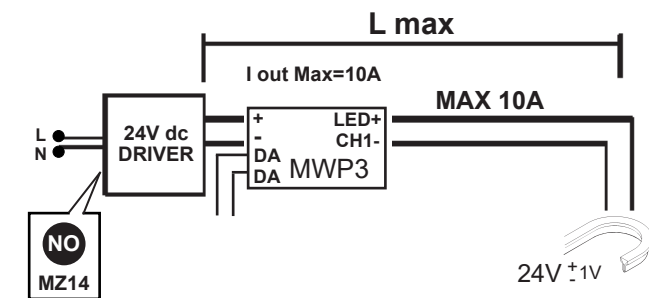 L max
I out Max=10A
MAX 10A
L
N
24V dc
DRIVER
+
-
DA
DA
MWP3
LED+
CH1-
NO
MZ14
24V +- 1V